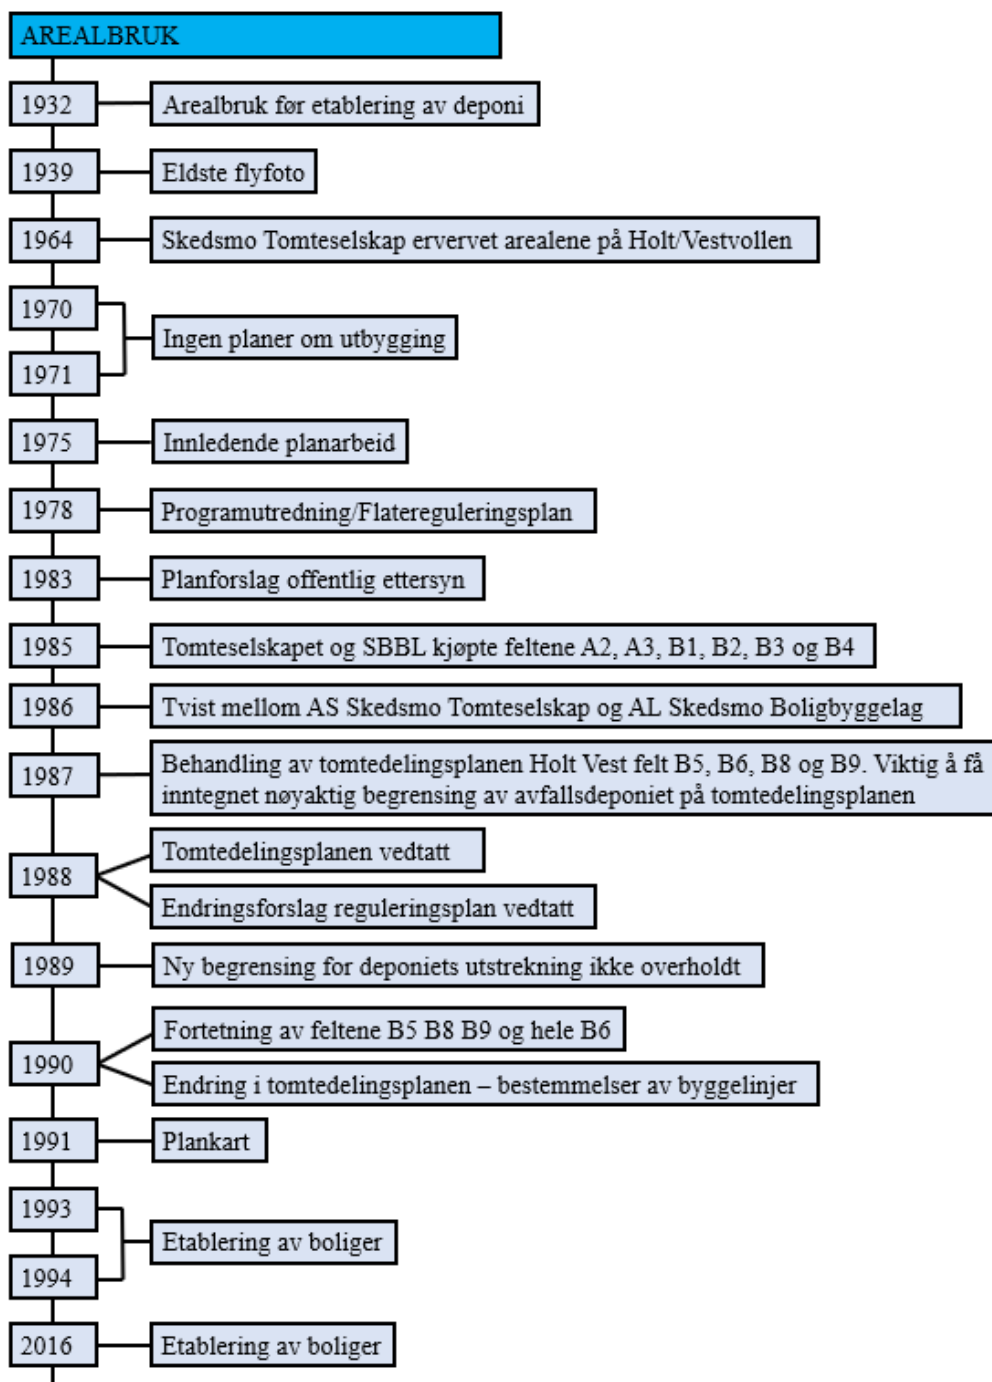 AREALBRUK
1932
Arealbruk før etablering av deponi
1939
Eldste flyfoto
1964
Skedsmo Tomteselskap ervervet arealene på Holt/Vestvollen
1970
1971
Ingen planer om utbygging
1975
Innledende planarbeid
1978
Programutredning/Flatereguleringsplan
1983
Planforslag offentlig ettersyn
1985
Tomteselskapet og SBBL kjøpte feltene A2, A3, B1, B2, B3 og B4
1986
Tvist mellom AS Skedsmo Tomteselskap og AL Skedsmo Boligbyggelag
1987
Behandling av tomtedelingsplanen Holt Vest felt B5, B6, B8 og B9. Viktig å få
inntegnet nøyaktig begrensing av avfallsdeponiet på tomtedelingsplanen
1988
Tomtedelingsplanen vedtatt
Endringsforslag reguleringsplan vedtatt
1989
Ny begrensing for deponiets utstrekning ikke overholdt
1990
Fortetning av feltene B5 B8 B9 og hele B6
Endring i tomtedelingsplanen – bestemmelser av byggelinjer
1991
Plankart
1993
1994
Etablering av boliger
2016
Etablering av boliger